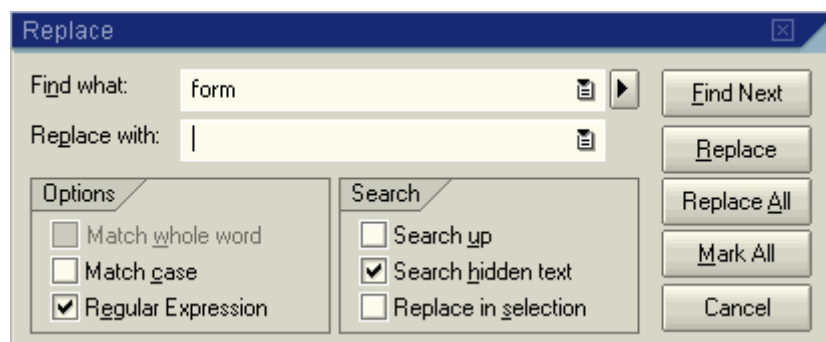 Replace
Find what:
form
Find Next
Replace with:
Replace
Options
Search
Replace All
Match whole word
Search up
Match case
Search hidden text
Mark All
Regular Expression
Replace in selection
Cancel